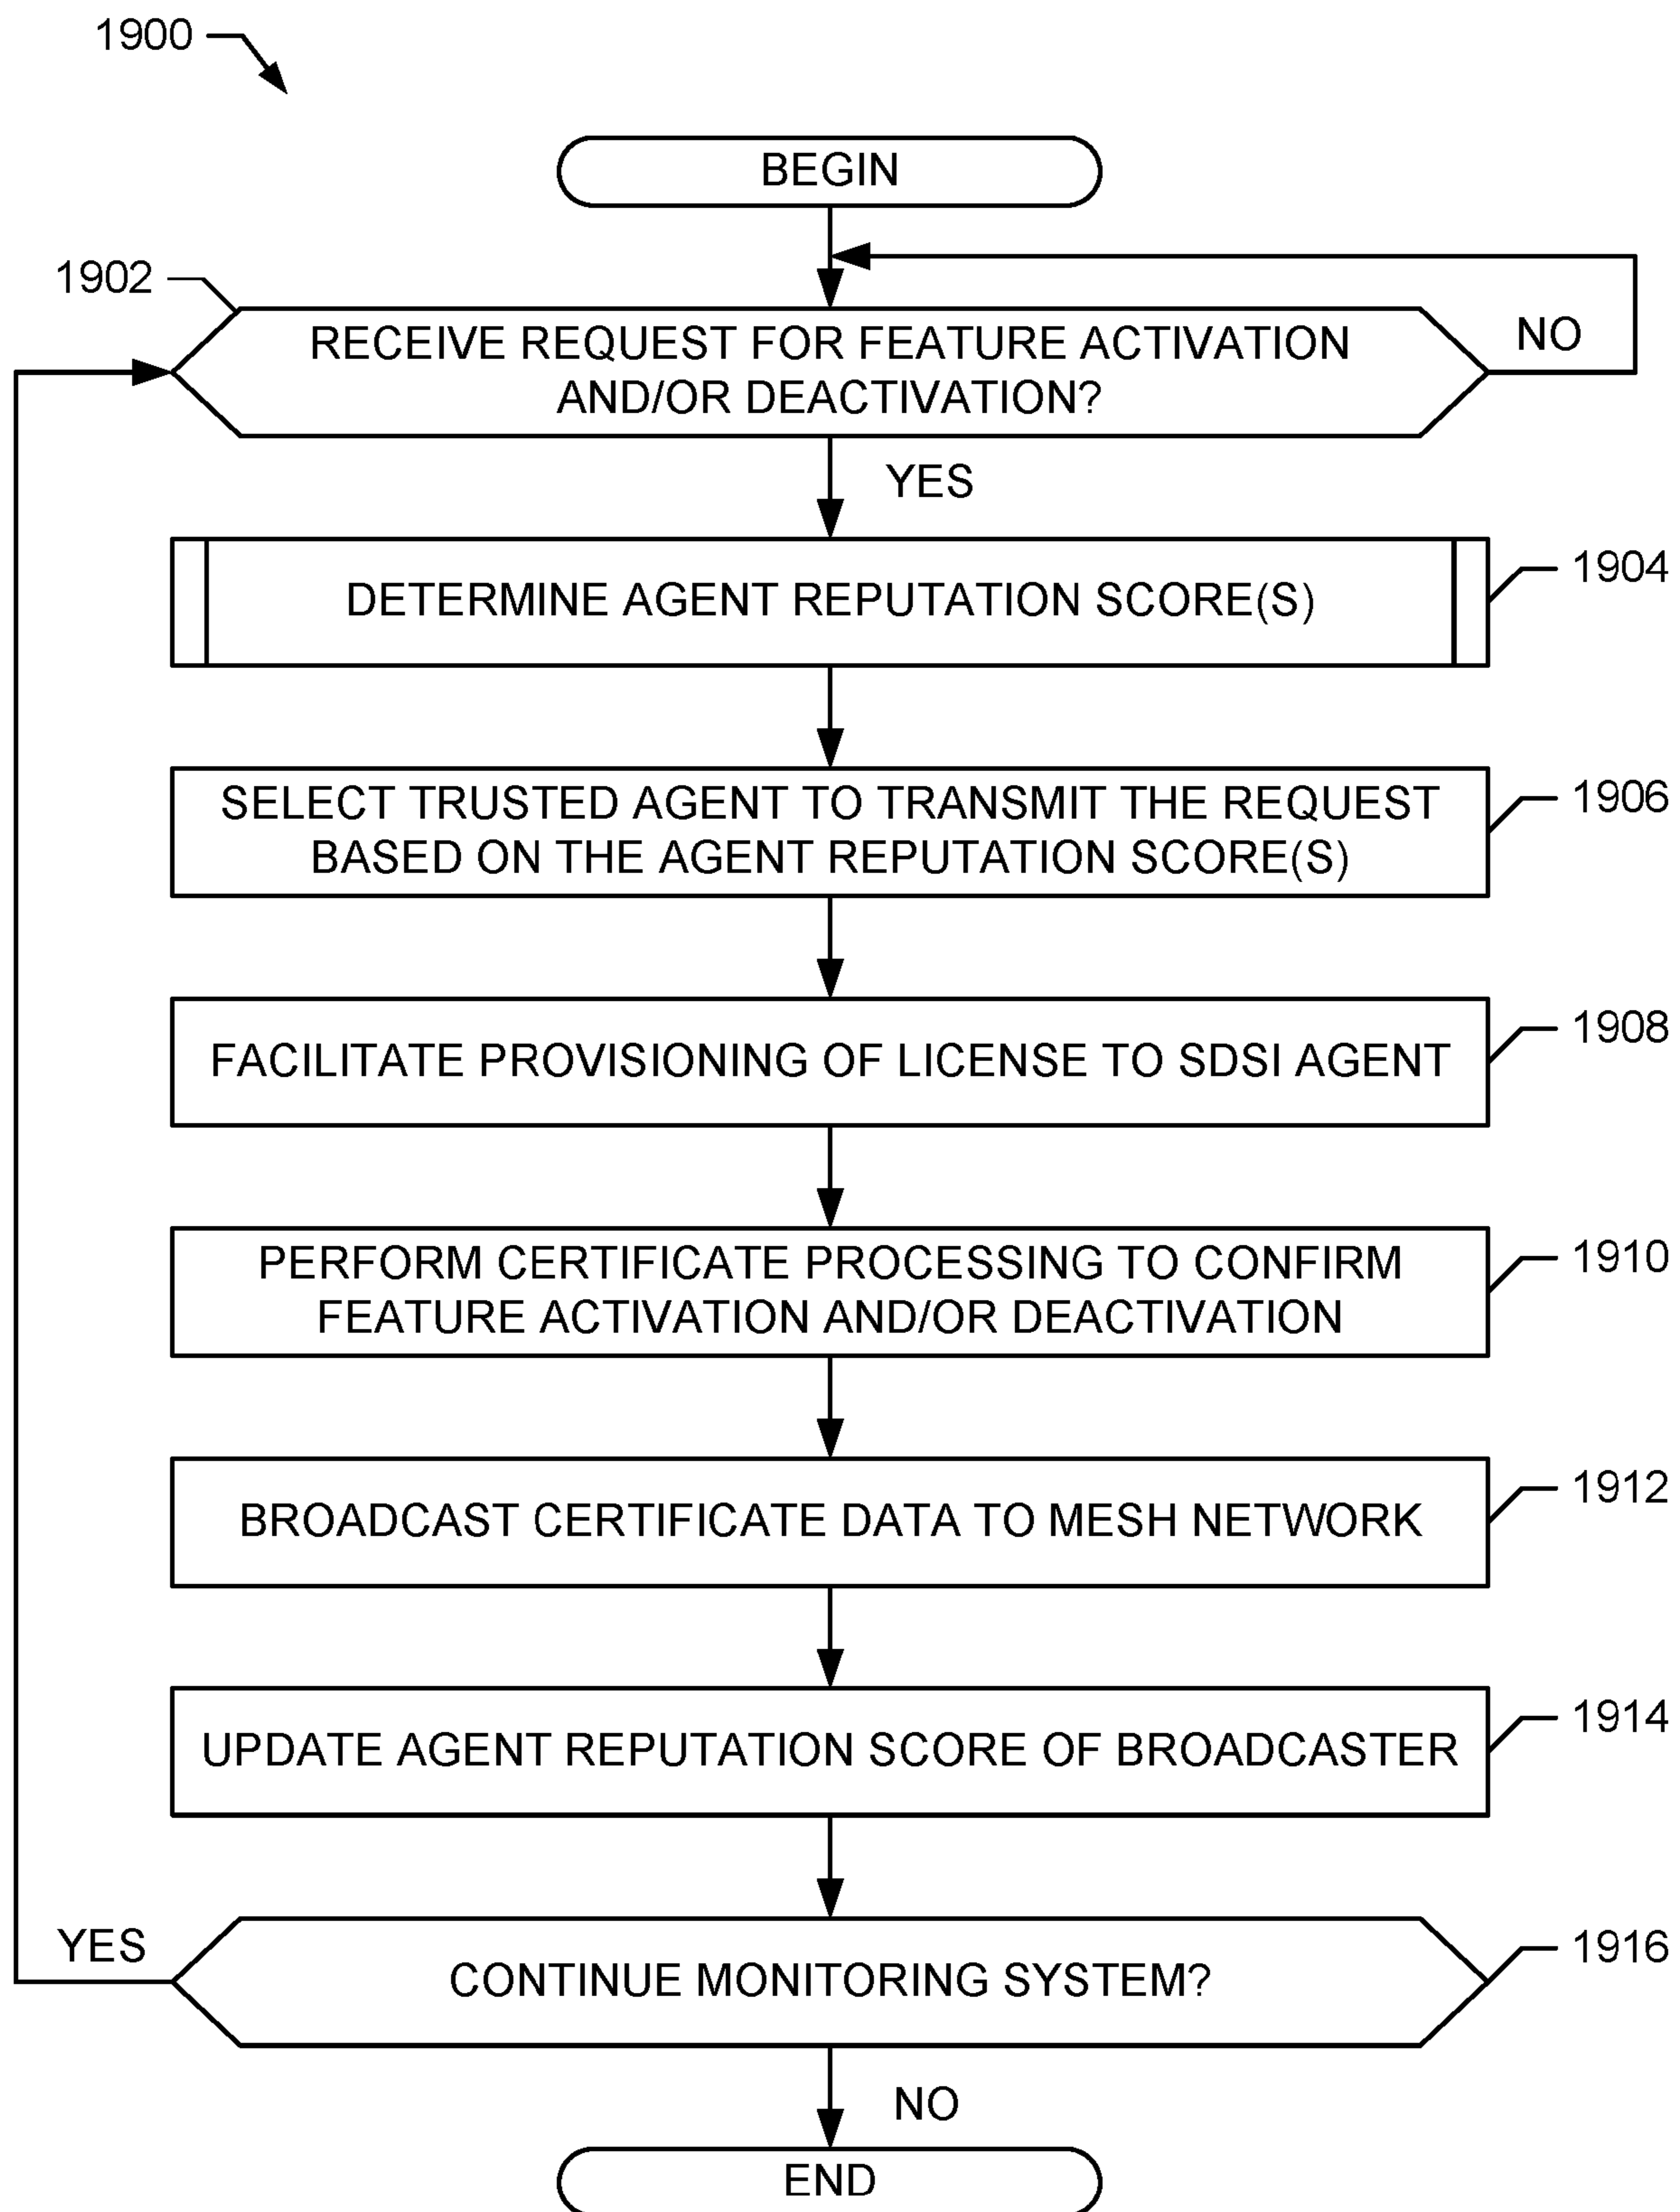 1900
BEGIN
1902
RECEIVE REQUEST FOR FEATURE ACTIVATION
AND/OR DEACTIVATION?
NO
YES
DETERMINE AGENT REPUTATION SCORE(S)
1904
SELECT TRUSTED AGENT TO TRANSMIT THE REQUEST
BASED ON THE AGENT REPUTATION SCORE(S)
1906
FACILITATE PROVISIONING OF LICENSE TO SDSI AGENT
1908
PERFORM CERTIFICATE PROCESSING TO CONFIRM
FEATURE ACTIVATION AND/OR DEACTIVATION
1910
BROADCAST CERTIFICATE DATA TO MESH NETWORK
1912
UPDATE AGENT REPUTATION SCORE OF BROADCASTER
1914
YES
CONTINUE MONITORING SYSTEM?
1916
NO
END